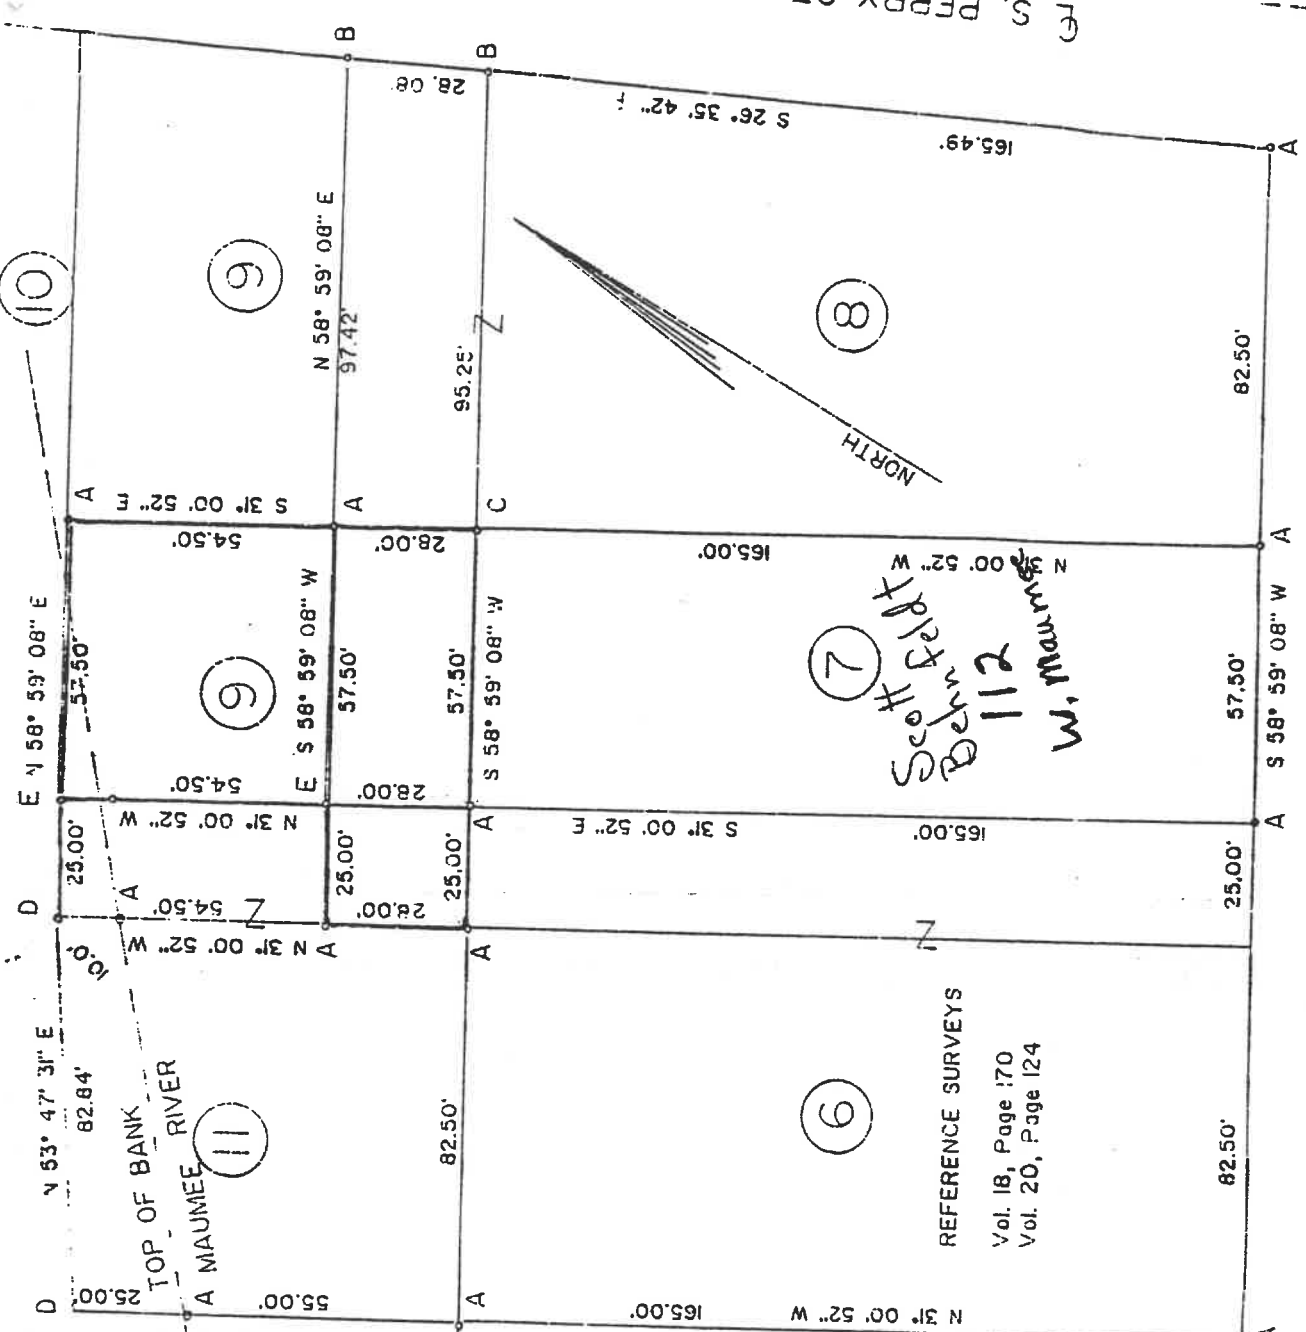 ℄ S. PERRY
B
B
28.08'
S 26° 35' 42"
165.49'
A
10
9
N 58° 59' 08" E
97.42'
95.25'
Z
NORTH
8
82.50'
A
S 31° 00' 52" E
54.50'
A
28.00'
C
165.00'
N 31° 00' 52" W
A
N 58° 59' 08" E
57.50'
9
S 58° 59' 08" W
57.50'
57.50'
S 58° 59' 08" W
7
Scott
Behnfeldt
112
W. Maumee
57.50'
S 58° 59' 08" W
E
54.50'
N 31° 00' 52" W
E
28.00'
A
S 31° 00' 52" E
165.00'
A
25.00'
25.00'
25.00'
25.00'
D
A
54.50'
Z
N 31° 00' 52" W
A
28.00'
A
Z
10.0'
N 53° 47' 31" E
82.84'
TOP OF BANK
MAUMEE RIVER
11
82.50'
6
REFERENCE SURVEYS
Vol. 18, Page 170
Vol. 20, Page 124
82.50'
D
25.00'
A
55.00'
A
165.00'
N 31° 00' 52" W